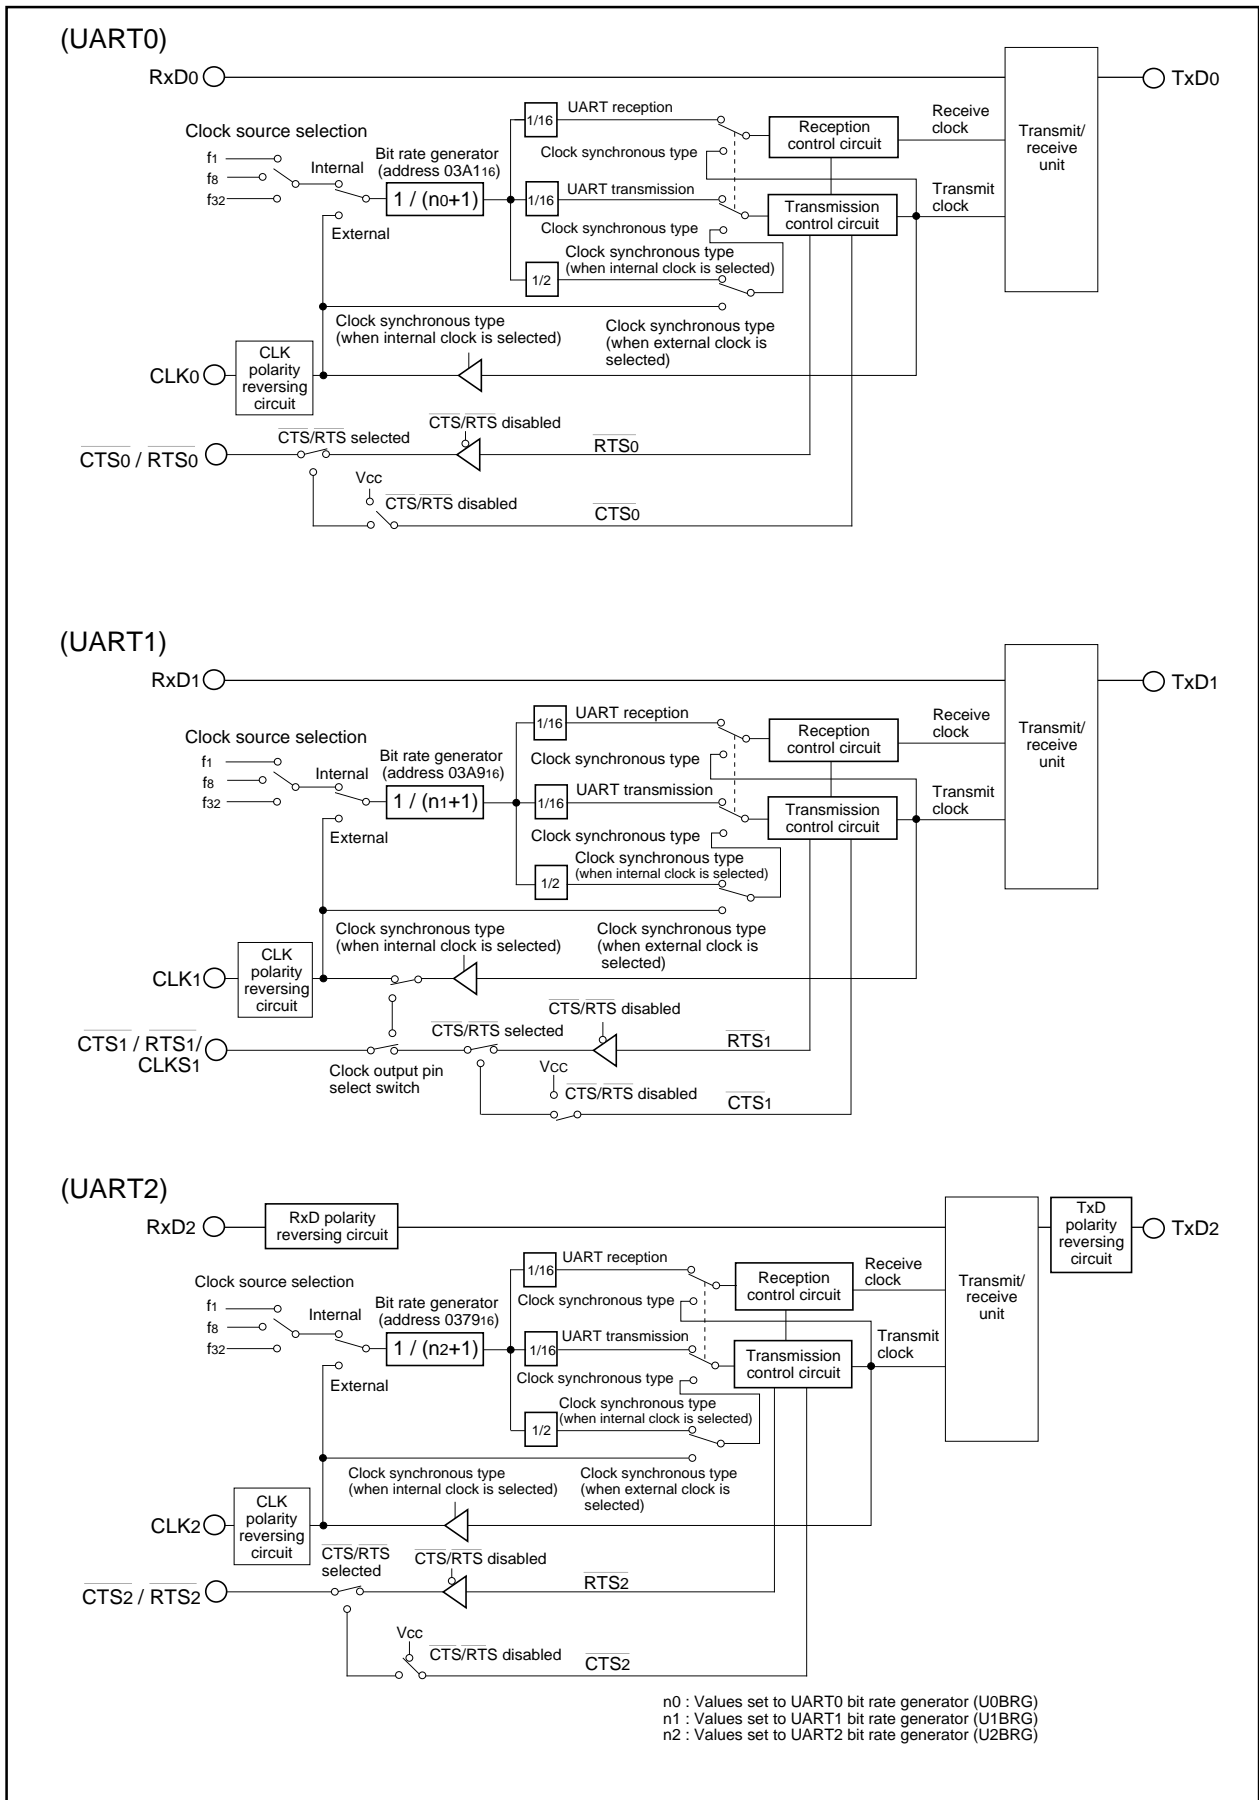 (UART0)
RxD0
TxD0
Clock source selection
f1
f8
f32
Internal
External
Bit rate generator
(address 03A116)
1 / (n0+1)
1/16
UART reception
Clock synchronous type
1/16
UART transmission
Clock synchronous type
Clock synchronous type
(when internal clock is selected)
1/2
Reception
control circuit
Transmission
control circuit
Receive
clock
Transmit
clock
Transmit/
receive
unit
Clock synchronous type
(when internal clock is selected)
Clock synchronous type
(when external clock is
selected)
CLK0
CLK
polarity
reversing
circuit
CTS0 / RTS0
CTS/RTS selected
CTS/RTS disabled
RTS0
Vcc
CTS/RTS disabled
CTS0
(UART1)
RxD1
TxD1
Clock source selection
f1
f8
f32
Internal
External
Bit rate generator
(address 03A916)
1 / (n1+1)
1/16
UART reception
Clock synchronous type
1/16
UART transmission
Clock synchronous type
Clock synchronous type
(when internal clock is selected)
1/2
Reception
control circuit
Transmission
control circuit
Receive
clock
Transmit
clock
Transmit/
receive
unit
Clock synchronous type
(when internal clock is selected)
Clock synchronous type
(when external clock is
selected)
CLK1
CLK
polarity
reversing
circuit
CTS1 / RTS1/
CLKS1
Clock output pin
select switch
CTS/RTS selected
CTS/RTS disabled
RTS1
VCC
CTS/RTS disabled
CTS1
(UART2)
RxD2
RxD polarity
reversing circuit
TxD
polarity
reversing
circuit
TxD2
Clock source selection
f1
f8
f32
Internal
External
Bit rate generator
(address 037916)
1 / (n2+1)
1/16
UART reception
Clock synchronous type
1/16
UART transmission
Clock synchronous type
Clock synchronous type
(when internal clock is selected)
1/2
Reception
control circuit
Transmission
control circuit
Receive
clock
Transmit
clock
Transmit/
receive
unit
Clock synchronous type
(when internal clock is selected)
Clock synchronous type
(when external clock is
selected)
CLK2
CLK
polarity
reversing
circuit
CTS2 / RTS2
CTS/RTS
selected
CTS/RTS disabled
RTS2
Vcc
CTS/RTS disabled
CTS2
n0 : Values set to UART0 bit rate generator (U0BRG)
n1 : Values set to UART1 bit rate generator (U1BRG)
n2 : Values set to UART2 bit rate generator (U2BRG)